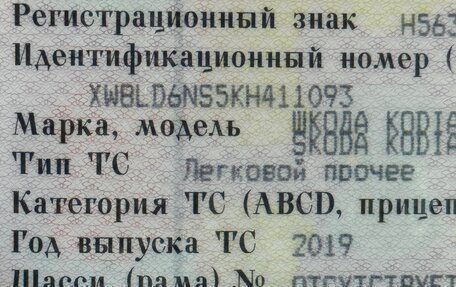 Регистрационный знак Н563
Идентификационный номер (
XW8LD6NS5KH411093
Марка, модель ШКОДА KODIA
SKODA KODIA
Тип ТС Легковой прочее
Категория ТС (ABCD, прицеп
Год выпуска ТС 2019
Шасси (рама) № ОТСУТСТВУЕТ